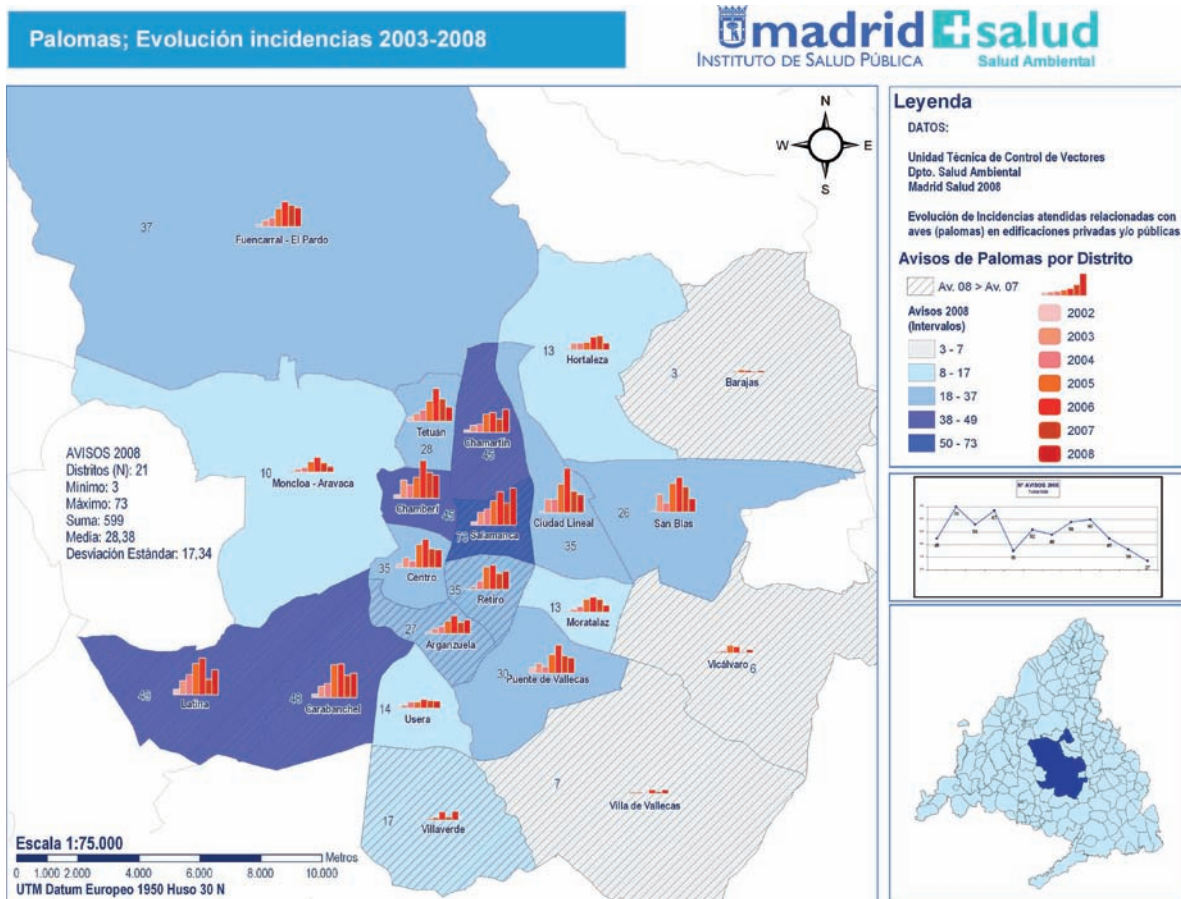 Palomas; Evolución incidencias 2003-2008
madrid
INSTITUTO DE SALUD PÚBLICA
salud
Salud Ambiental
N
W
E
S
37
Fuencarral - El Pardo
13
Hortaleza
3
Barajas
Tetuán
28
Chamartín
45
10
Moncloa - Aravaca
Chamberí
45
73
Salamanca
Ciudad Lineal
35
26
San Blas
35
Centro
35
Retiro
13
Moratalaz
27
Arganzuela
30
Puente de Vallecas
Vicálvaro
6
49
Latina
48
Carabanchel
14
Usera
7
Villa de Vallecas
17
Villaverde
AVISOS 2008
Distritos (N): 21
Minimo: 3
Máximo: 73
Suma: 599
Media: 28,38
Desviación Estándar: 17,34
Escala 1:75.000
Metros
0 1.000 2.000 4.000 6.000 8.000 10.000
UTM Datum Europeo 1950 Huso 30 N
Leyenda
DATOS:
Unidad Técnica de Control de Vectores
Dpto. Salud Ambiental
Madrid Salud 2008
Evolución de Incidencias atendidas relacionadas con
aves (palomas) en edificaciones privadas y/o públicas
Avisos de Palomas por Distrito
Av. 08 > Av. 07
Avisos 2008
(Intervalos)
3 - 7
8 - 17
18 - 37
38 - 49
50 - 73
2002
2003
2004
2005
2006
2007
2008
Nº AVISOS 2008